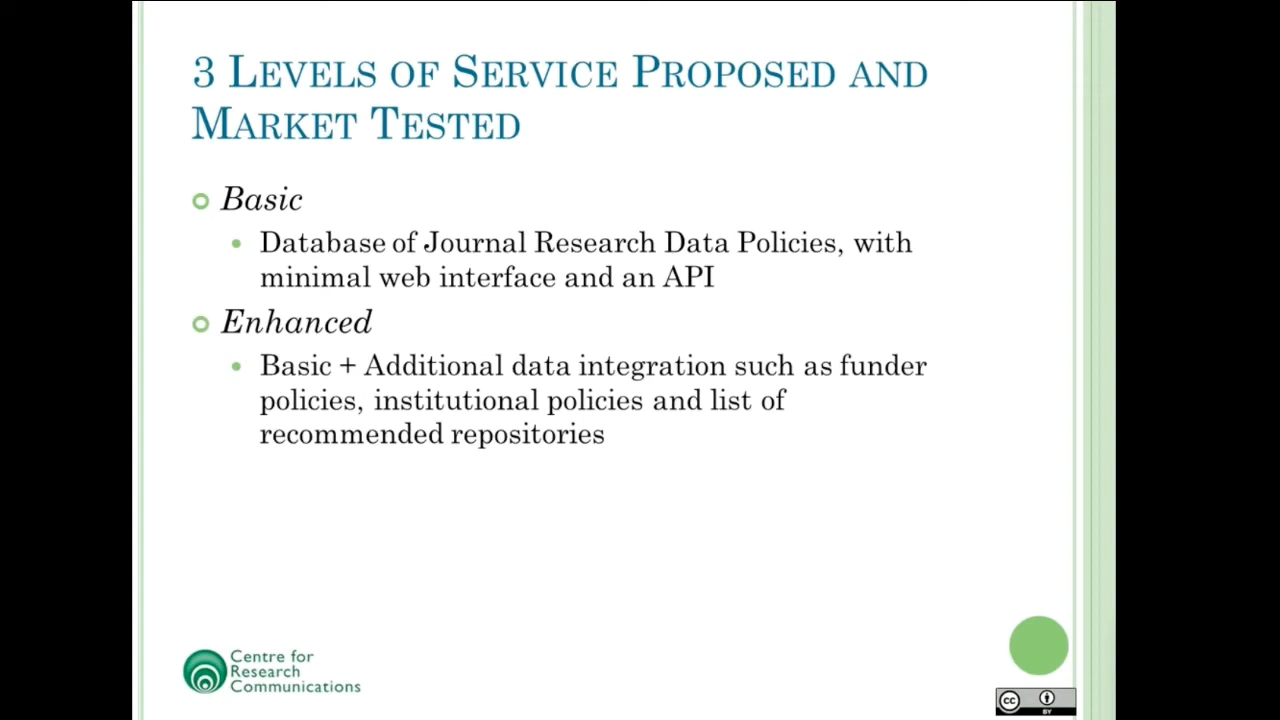 3 Levels of Service Proposed and
Market Tested
Basic
Database of Journal Research Data Policies, with
minimal web interface and an API
Enhanced
Basic + Additional data integration such as funder
policies, institutional policies and list of
recommended repositories
Centre for
Research
Communications
cc
BY